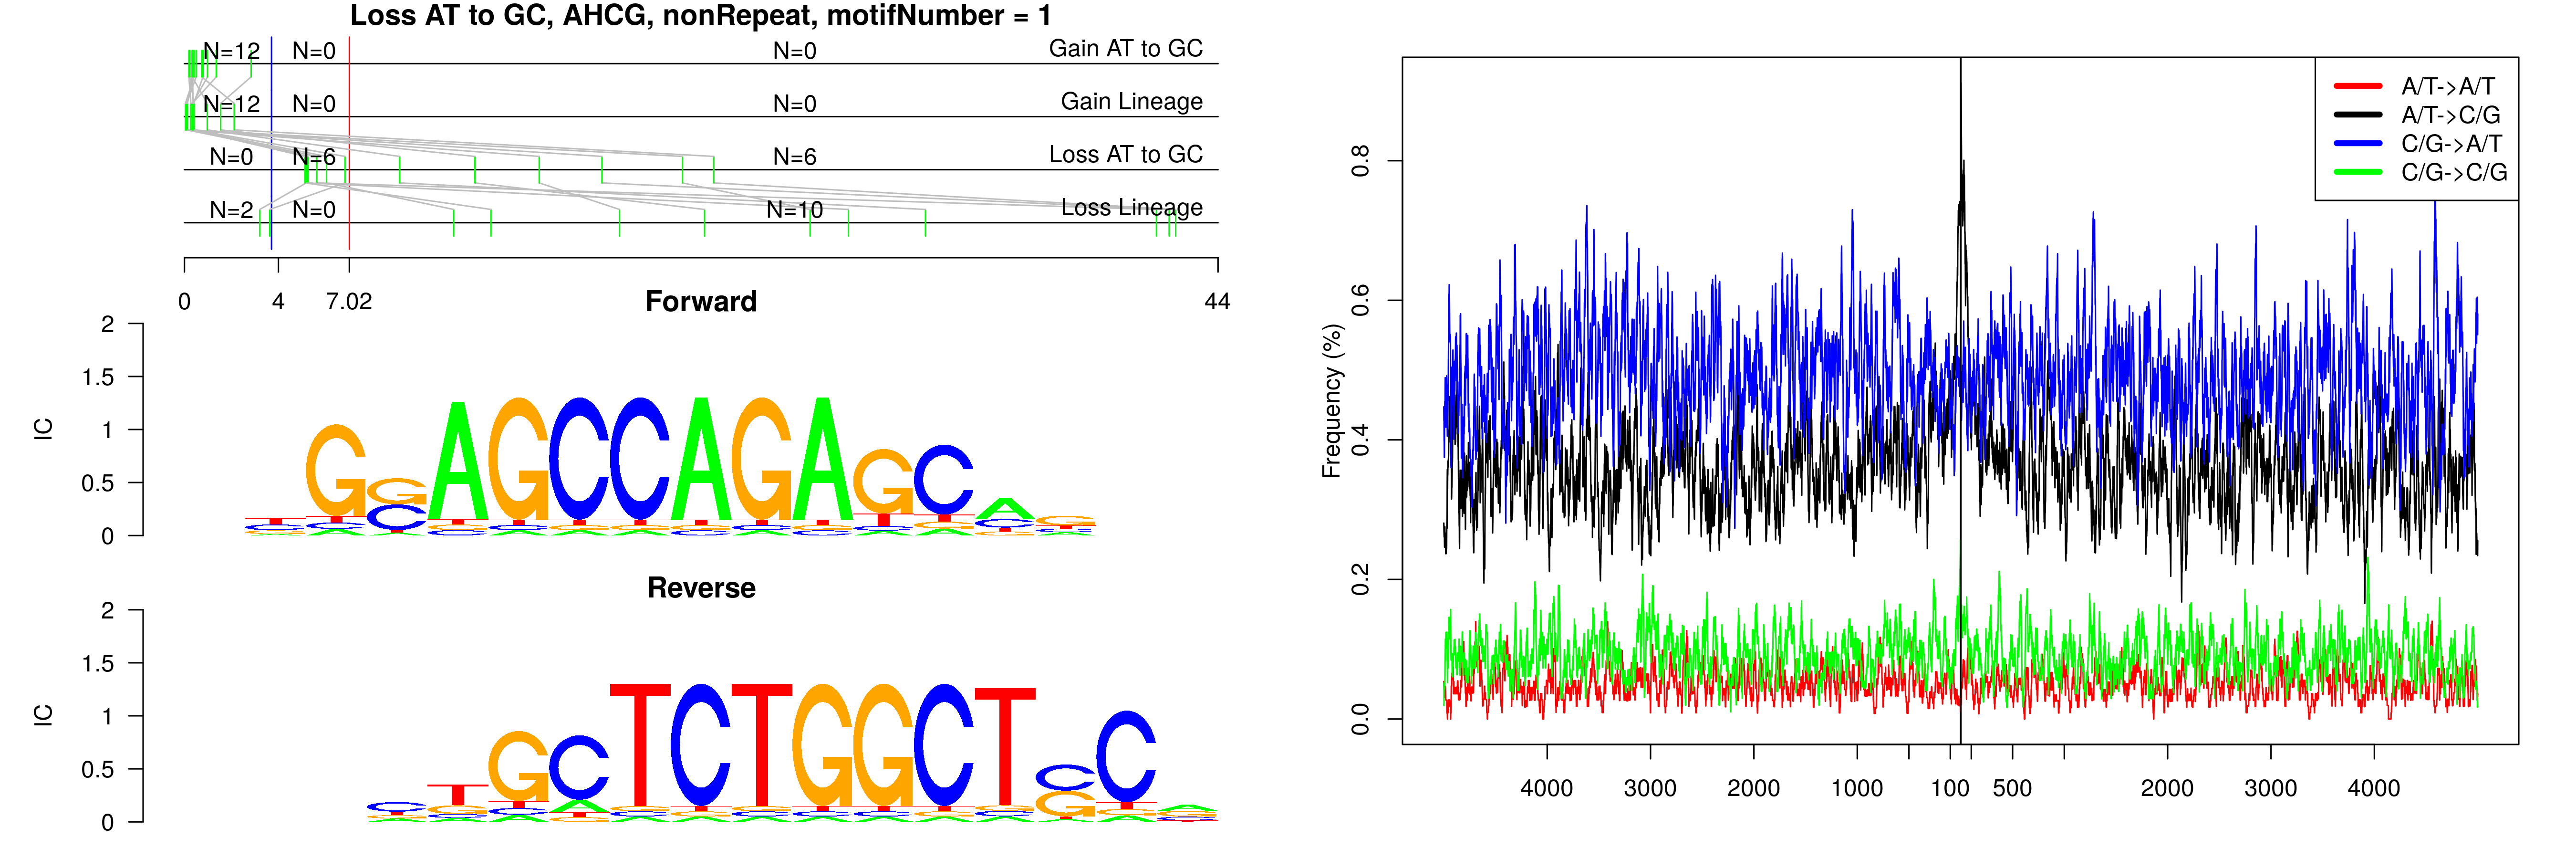 Loss AT to GC, AHCG, nonRepeat, motifNumber = 1
N=12 N=0 N=0 Gain AT to GC
N=12 N=0 N=0 Gain Lineage
N=0 N=6 N=6 Loss AT to GC
N=2 N=0 N=10 Loss Lineage
0 4 7.02 44
Forward
IC
2
1.5
1
0.5
0
GGAGCCAGAGCA
C
Reverse
IC
2
1.5
1
0.5
0
TGCTCTGGCTCC
G
Frequency (%)
0.8
0.6
0.4
0.2
0.0
4000 3000 2000 1000 100 500 2000 3000 4000
A/T->A/T
A/T->C/G
C/G->A/T
C/G->C/G